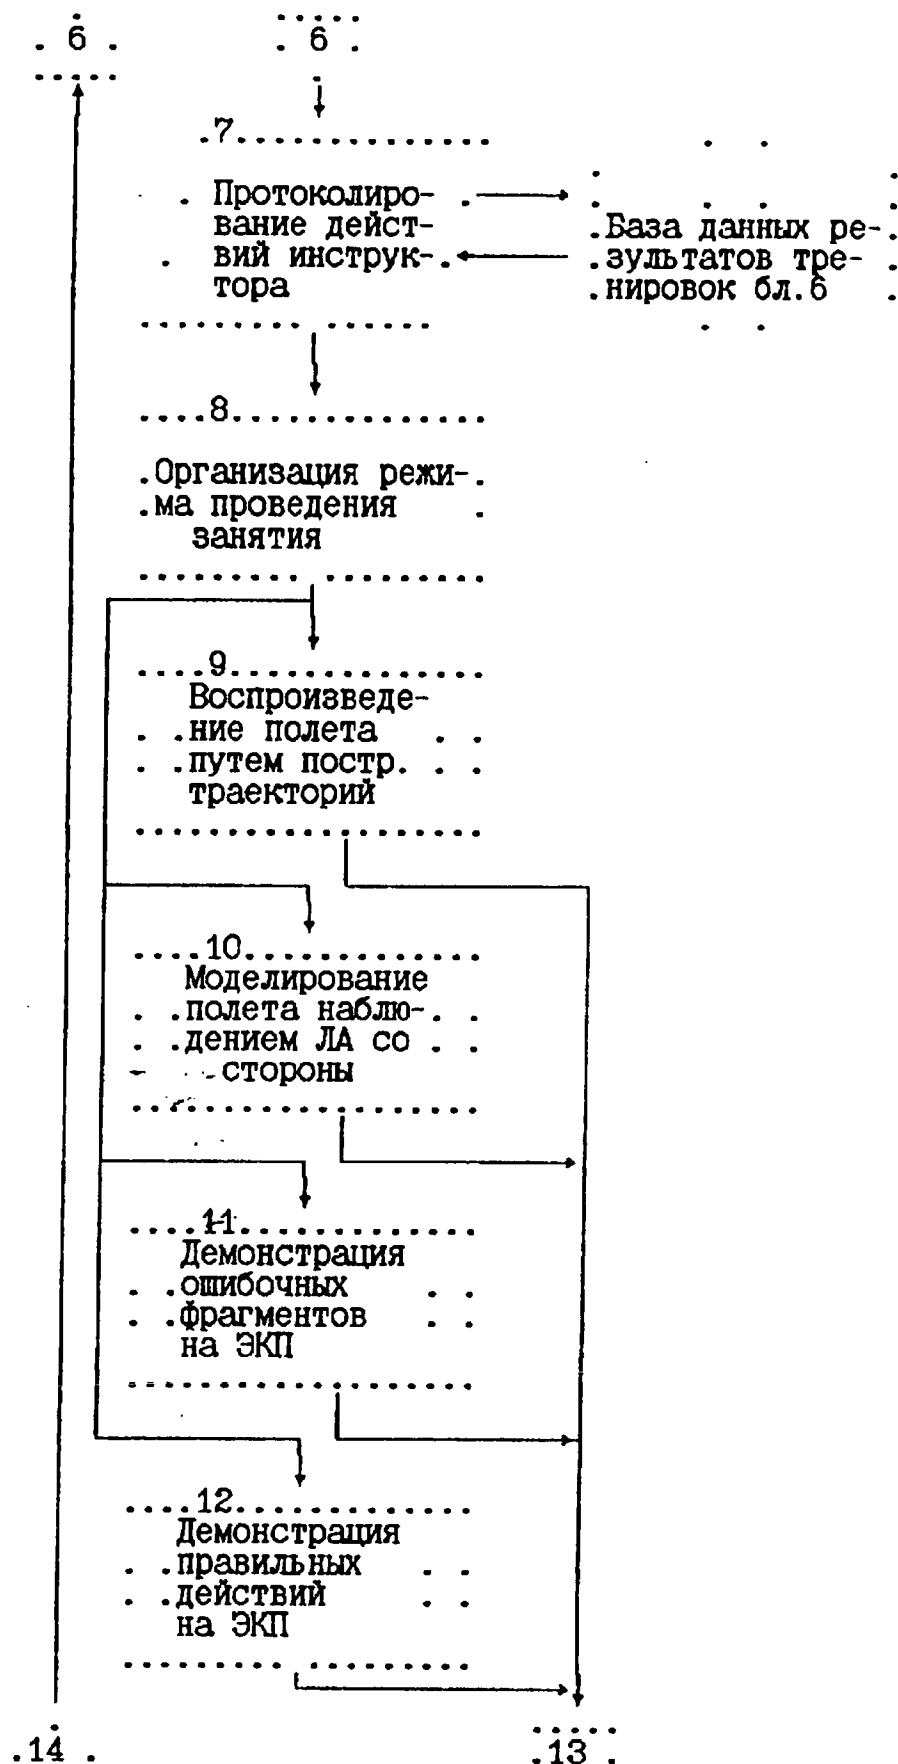 6
6
7
Протоколиро-
вание дейст-
вий инструк-
тора
База данных ре-
зультатов тре-
нировок бл.6
8
Организация режи-
ма проведения
занятия
9
Воспроизведе-
ние полета
путем постр.
траекторий
10
Моделирование
полета наблю-
дением ЛА со
стороны
11
Демонстрация
ошибочных
фрагментов
на ЭКП
12
Демонстрация
правильных
действий
на ЭКП
14
13